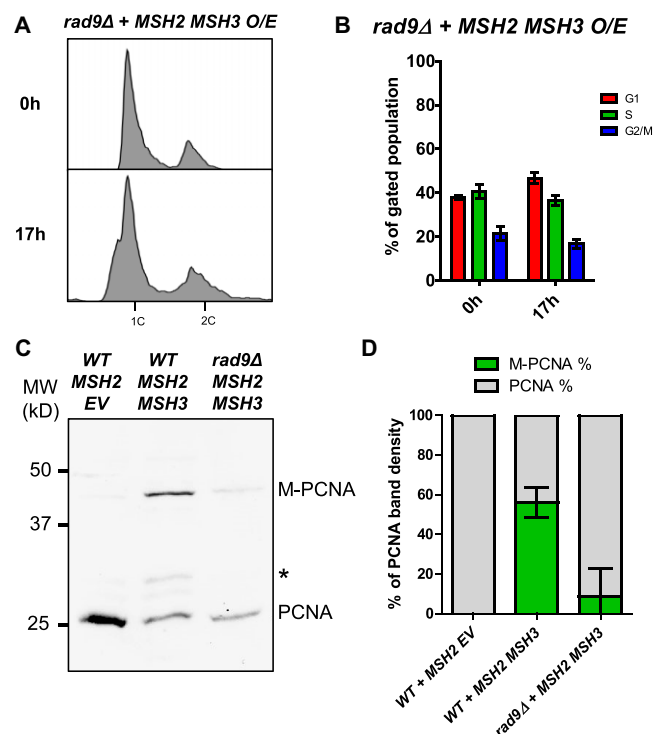 A
rad9Δ + MSH2 MSH3 O/E
0h
17h
1C
2C
B
rad9Δ + MSH2 MSH3 O/E
% of gated population
100
80
60
40
20
0
0h
17h
G1
S
G2/M
C
WT MSH2 EV
WT MSH2 MSH3
rad9Δ MSH2 MSH3
MW (kD)
50
37
25
M-PCNA
*
PCNA
D
M-PCNA %
PCNA %
% of PCNA band density
100
80
60
40
20
0
WT + MSH2 EV
WT + MSH2 MSH3
rad9Δ + MSH2 MSH3